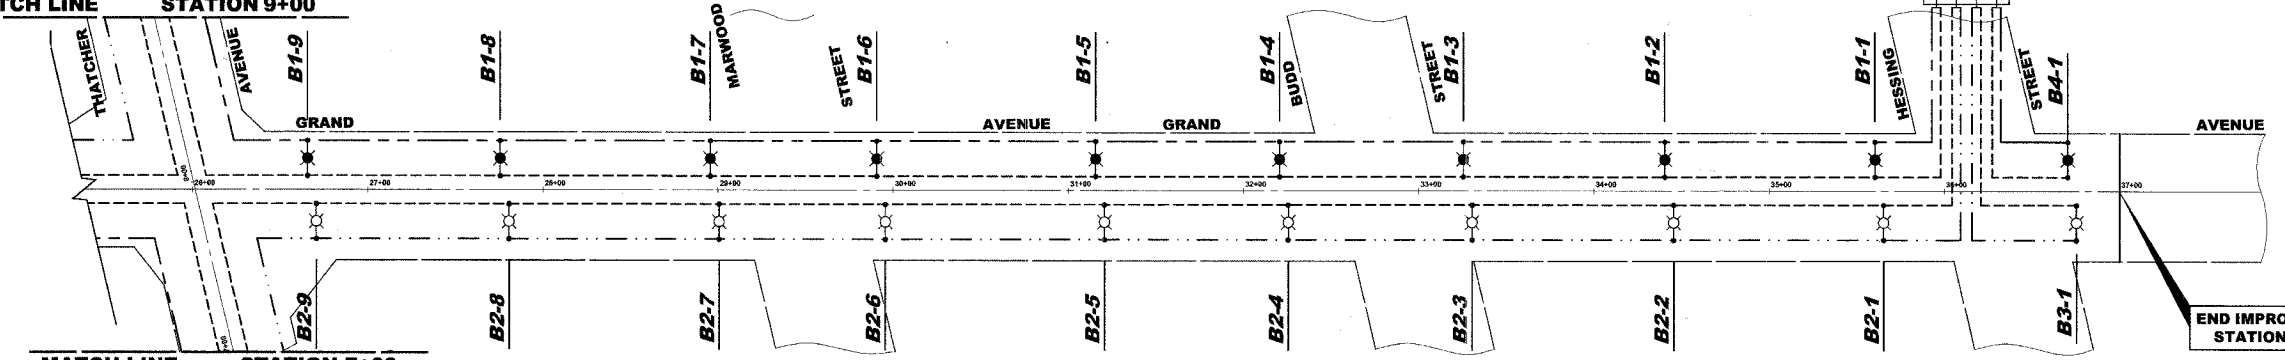 TCH LINE STATION 9+00
THATCHER
AVENUE
B1-9
B1-8
B1-7
MARWOOD
STREET
B1-6
B1-5
B1-4
BUDD
STREET
B1-3
B1-2
B1-1
HESSING
STREET
B4-1
GRAND
AVENUE
GRAND
AVENUE
26+00
27+00
28+00
29+00
30+00
31+00
32+00
33+00
34+00
35+00
36+00
37+00
B2-9
B2-8
B2-7
B2-6
B2-5
B2-4
B2-3
B2-2
B2-1
B3-1
END IMPRO
STATION